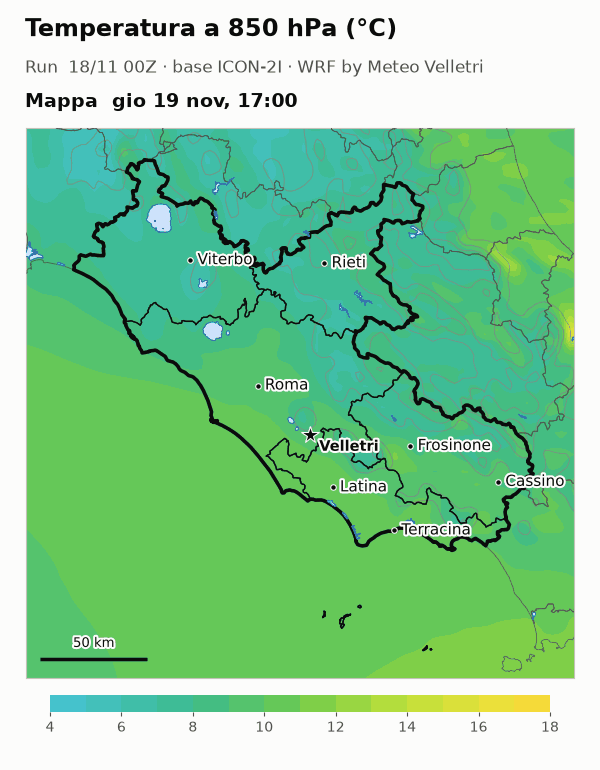 Temperatura a 850 hPa (°C)
Run  18/11 00Z · base ICON-2I · WRF by Meteo Velletri
Mappa  gio 19 nov, 17:00
Viterbo
Rieti
Roma
Velletri
Frosinone
Latina
Cassino
Terracina
50 km
4 6 8 10 12 14 16 18